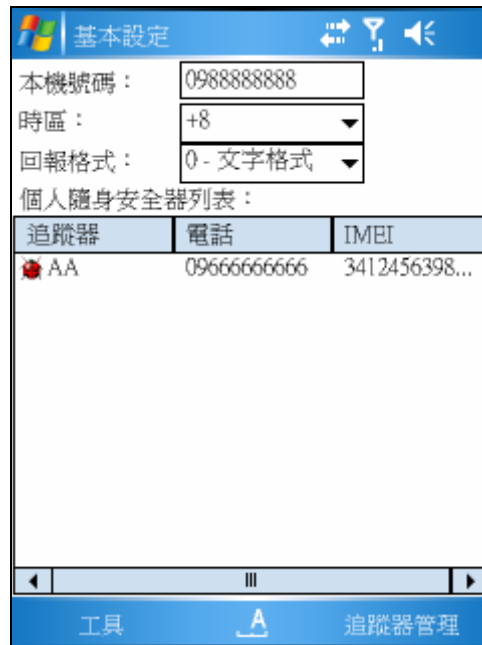 基本設定
本機號碼： 0988888888
時區： +8
回報格式： 0 - 文字格式
個人隨身安全器列表：
追蹤器 電話 IMEI
AA 09666666666 3412456398...
工具 A 追蹤器管理